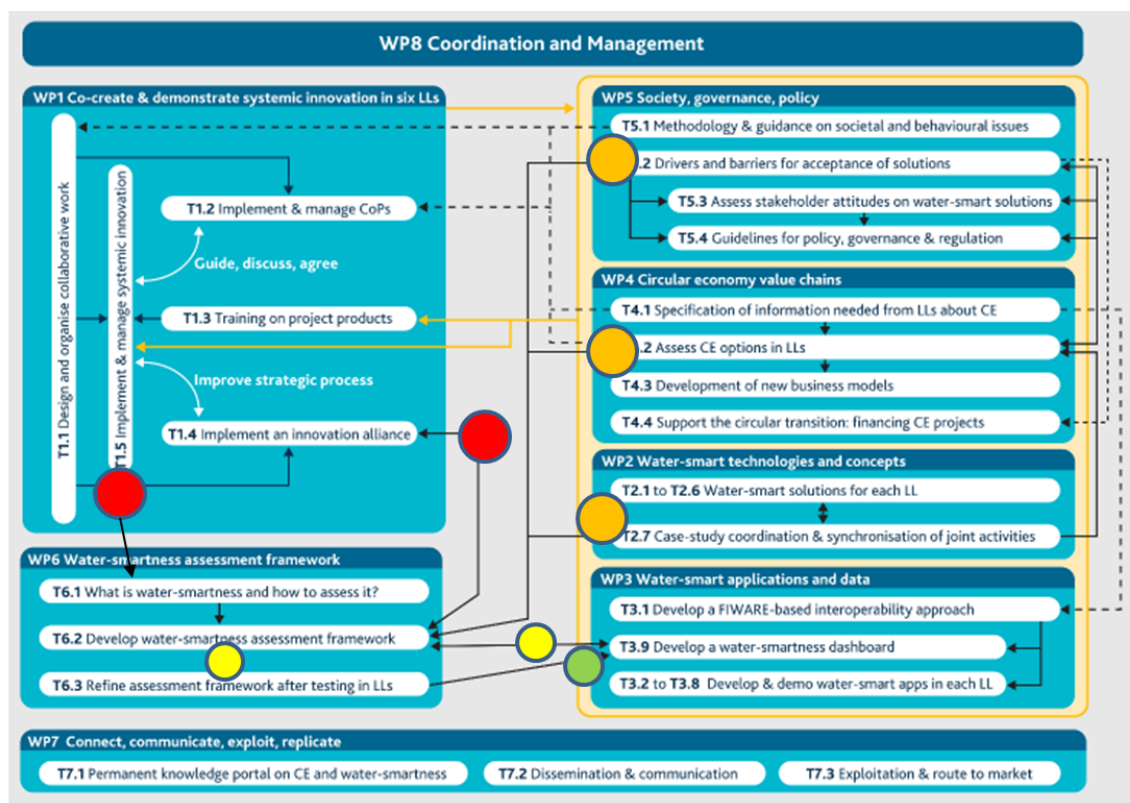 WP8 Coordination and Management
WP1 Co-create & demonstrate systemic innovation in six LLs
T1.1 Design and organise collaborative work
T1.5 Implement & manage systemic innovation
T1.2 Implement & manage CoPs
Guide, discuss, agree
T1.3 Training on project products
Improve strategic process
T1.4 Implement an innovation alliance
WP5 Society, governance, policy
T5.1 Methodology & guidance on societal and behavioural issues
.2 Drivers and barriers for acceptance of solutions
T5.3 Assess stakeholder attitudes on water-smart solutions
T5.4 Guidelines for policy, governance & regulation
WP4 Circular economy value chains
T4.1 Specification of information needed from LLs about CE
.2 Assess CE options in LLs
T4.3 Development of new business models
T4.4 Support the circular transition: financing CE projects
WP2 Water-smart technologies and concepts
T2.1 to T2.6 Water-smart solutions for each LL
T2.7 Case-study coordination & synchronisation of joint activities
WP6 Water-smartness assessment framework
T6.1 What is water-smartness and how to assess it?
T6.2 Develop water-smartness assessment framework
T6.3 Refine assessment framework after testing in LLs
WP3 Water-smart applications and data
T3.1 Develop a FIWARE-based interoperability approach
T3.9 Develop a water-smartness dashboard
T3.2 to T3.8 Develop & demo water-smart apps in each LL
WP7 Connect, communicate, exploit, replicate
T7.1 Permanent knowledge portal on CE and water-smartness
T7.2 Dissemination & communication
T7.3 Exploitation & route to market